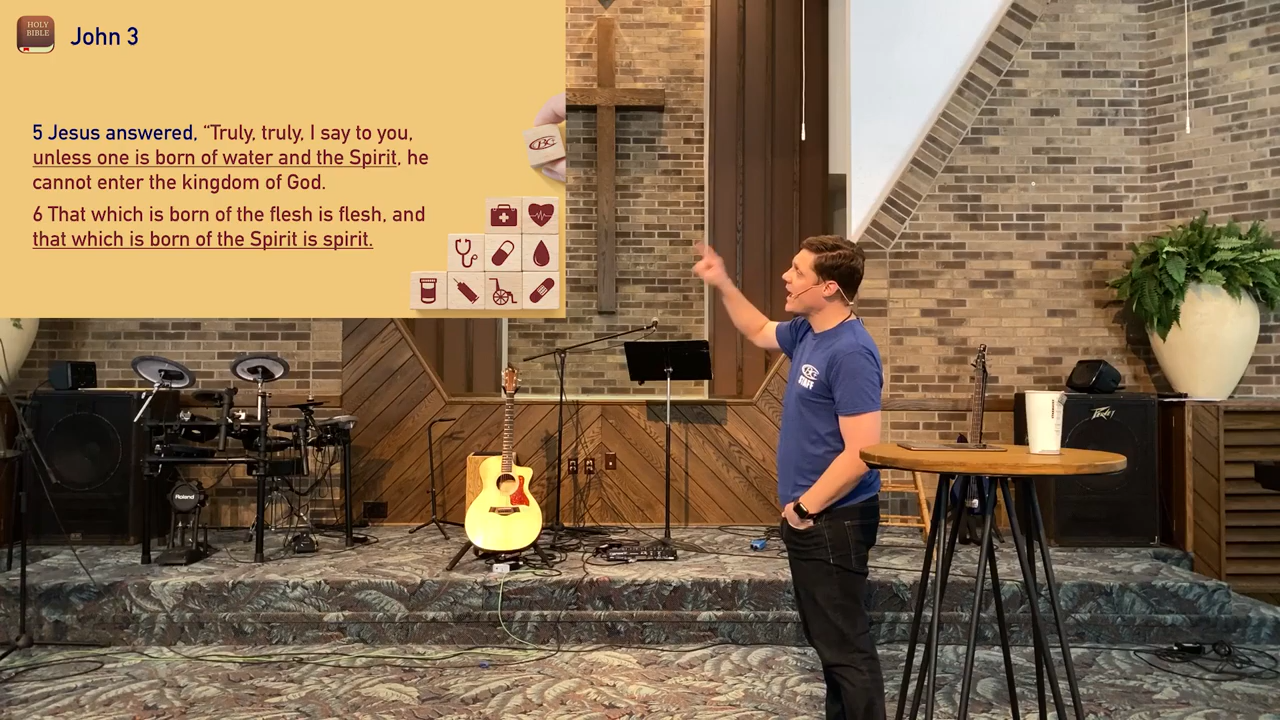 HOLY
BIBLE
John 3
5 Jesus answered, “Truly, truly, I say to you,
unless one is born of water and the Spirit, he
cannot enter the kingdom of God.
6 That which is born of the flesh is flesh, and
that which is born of the Spirit is spirit.
STAFF
Roland
Peavey